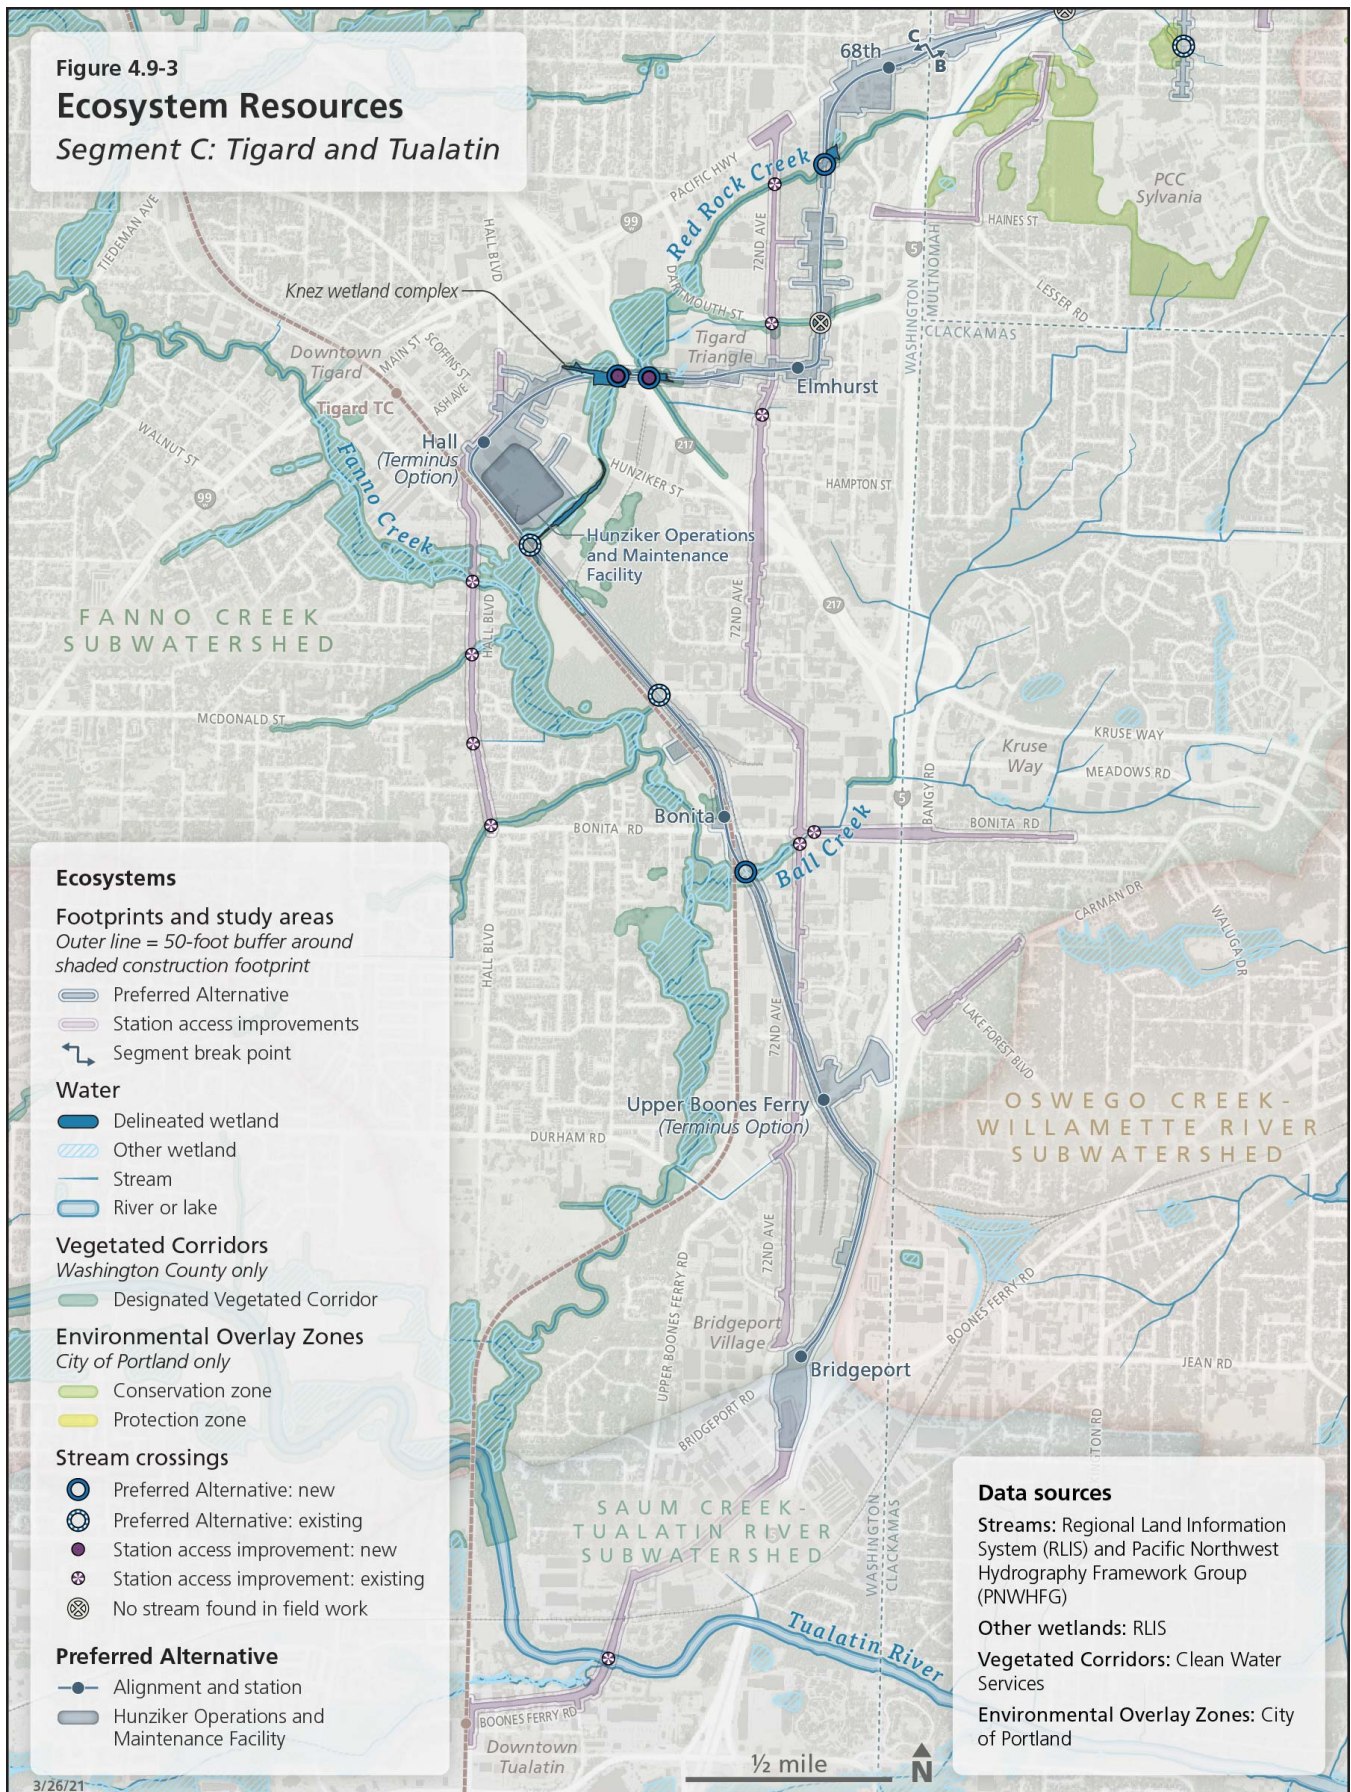 Figure 4.9-3
Ecosystem Resources
Segment C: Tigard and Tualatin
68th
C
B
PACIFIC HWY
Red Rock Creek
PCC
Sylvania
TIEDEMAN AVE
HALL BLVD
99
72ND AVE
HAINES ST
5
WASHINGTON
MULTNOMAH
CLACKAMAS
LESSER RD
Knez wetland complex
DARTMOUTH ST
Tigard
Triangle
Downtown
Tigard
MAIN ST
SCOFFINS ST
ASH AVE
Tigard TC
Elmhurst
WALNUT ST
Hall
(Terminus
Option)
217
HUNZIKER ST
HAMPTON ST
99
Fanno Creek
Hunziker Operations
and Maintenance
Facility
72ND AVE
217
FANNO CREEK
SUBWATERSHED
HALL BLVD
MCDONALD ST
KRUSE WAY
Kruse
Way
MEADOWS RD
5
BANGY RD
Bonita
BONITA RD
BONITA RD
Ball Creek
CARMAN DR
WALUGA DR
HALL BLVD
72ND AVE
LAKE FOREST BLVD
Upper Boones Ferry
(Terminus Option)
OSWEGO CREEK-
WILLAMETTE RIVER
SUBWATERSHED
DURHAM RD
72ND AVE
UPPER BOONES FERRY RD
BOONES FERRY RD
Bridgeport
Village
JEAN RD
Bridgeport
BRIDGEPORT RD
SAUM CREEK-
TUALATIN RIVER
SUBWATERSHED
WASHINGTON
CLACKAMAS
Tualatin River
BOONES FERRY RD
Downtown
Tualatin
½ mile
N
Ecosystems
Footprints and study areas
Outer line = 50-foot buffer around
shaded construction footprint
Preferred Alternative
Station access improvements
Segment break point
Water
Delineated wetland
Other wetland
Stream
River or lake
Vegetated Corridors
Washington County only
Designated Vegetated Corridor
Environmental Overlay Zones
City of Portland only
Conservation zone
Protection zone
Stream crossings
Preferred Alternative: new
Preferred Alternative: existing
Station access improvement: new
Station access improvement: existing
No stream found in field work
Preferred Alternative
Alignment and station
Hunziker Operations and
Maintenance Facility
Data sources
Streams: Regional Land Information
System (RLIS) and Pacific Northwest
Hydrography Framework Group
(PNWHFG)
Other wetlands: RLIS
Vegetated Corridors: Clean Water
Services
Environmental Overlay Zones: City
of Portland
3/26/21